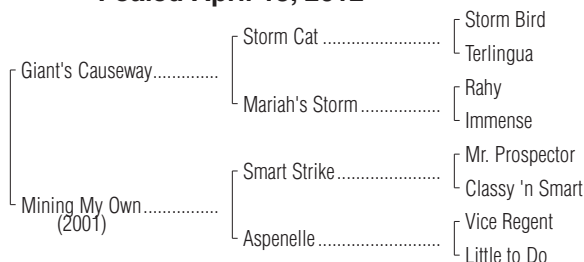 Foaled April 10, 2012
Storm Bird
Storm Cat........................
Terlingua
Giant's Causeway..............
Rahy
Mariah's Storm.................
Immense
Mr. Prospector
Smart Strike.....................
Classy 'n Smart
Mining My Own................
(2001)
Vice Regent
Aspenelle.........................
Little to Do